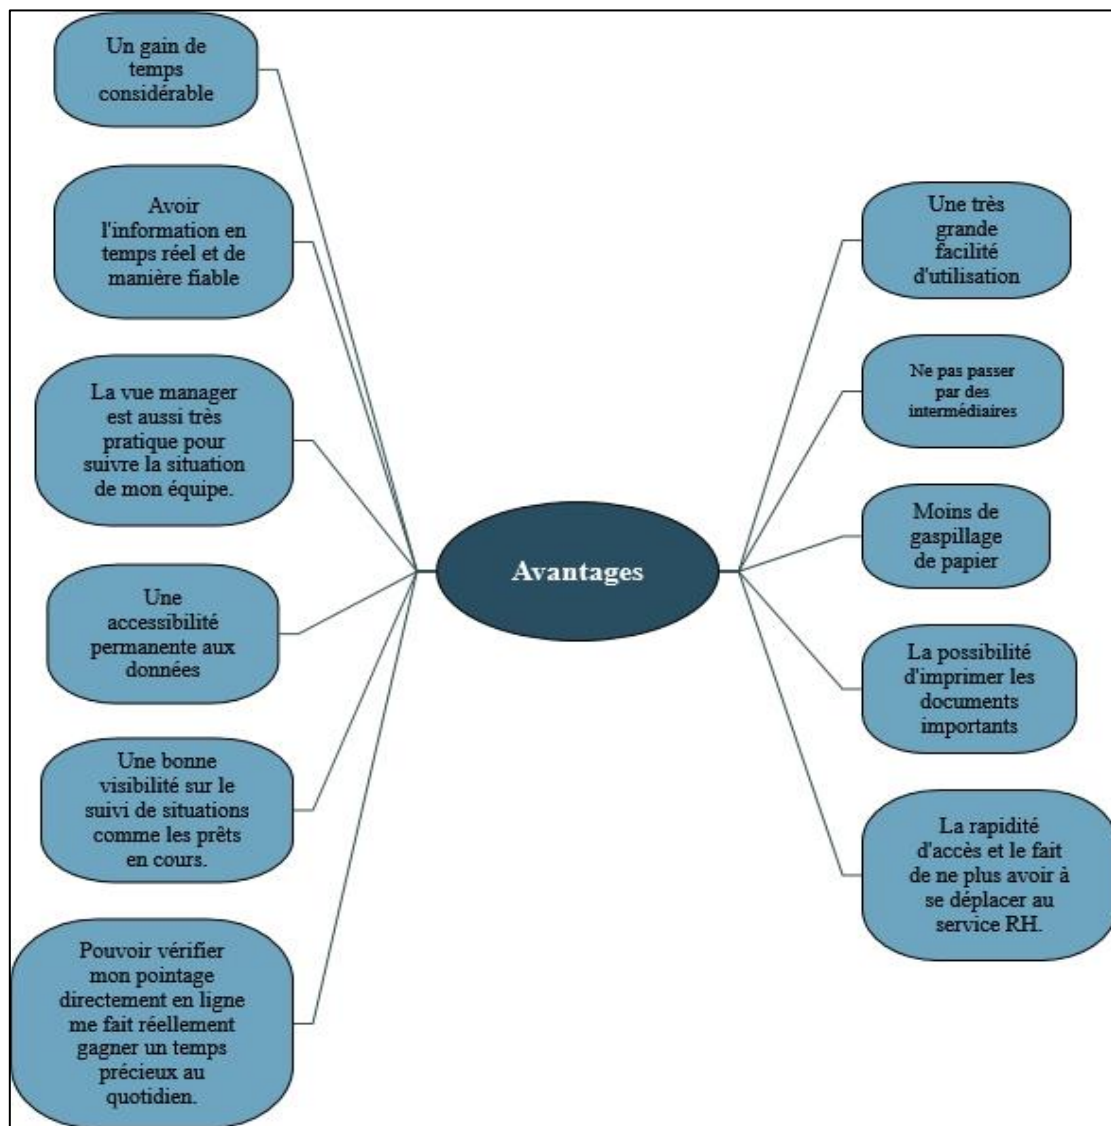 Un gain de
temps
considérable
Avoir
l'information en
temps réel et de
manière fiable
La vue manager
est aussi très
pratique pour
suivre la situation
de mon équipe.
Une
accessibilité
permanente aux
données
Une bonne
visibilité sur le
suivi de situations
comme les prêts
en cours.
Pouvoir vérifier
mon pointage
directement en ligne
me fait réellement
gagner un temps
précieux au
quotidien.
Avantages
Une très
grande
facilité
d'utilisation
Ne pas passer
par des
intermédiaires
Moins de
gaspillage
de papier
La possibilité
d'imprimer les
documents
importants
La rapidité
d'accès et le fait
de ne plus avoir à
se déplacer au
service RH.